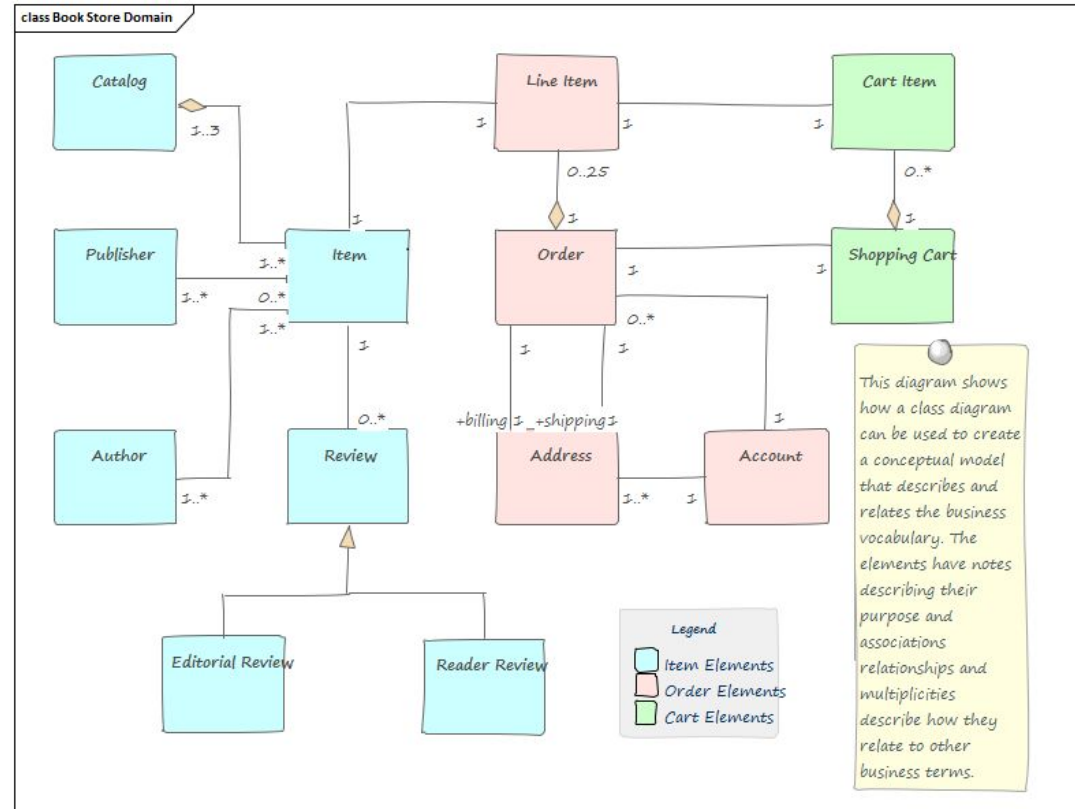 class Book Store Domain
Catalog
Line Item
Cart Item
1..3
1
1
1
0..25
0..*
1
1
1
Publisher
Item
Order
Shopping Cart
1..*
1
1
1..*
0..*
0..*
1..*
1
1
1
+billing 1
+shipping 1
0..*
1
Author
Review
Address
Account
1..*
1..*
1
Editorial Review
Reader Review
This diagram shows
how a class diagram
can be used to create
a conceptual model
that describes and
relates the business
vocabulary. The
elements have notes
describing their
purpose and
associations
relationships and
multiplicities
describe how they
relate to other
business terms.
Legend
Item Elements
Order Elements
Cart Elements